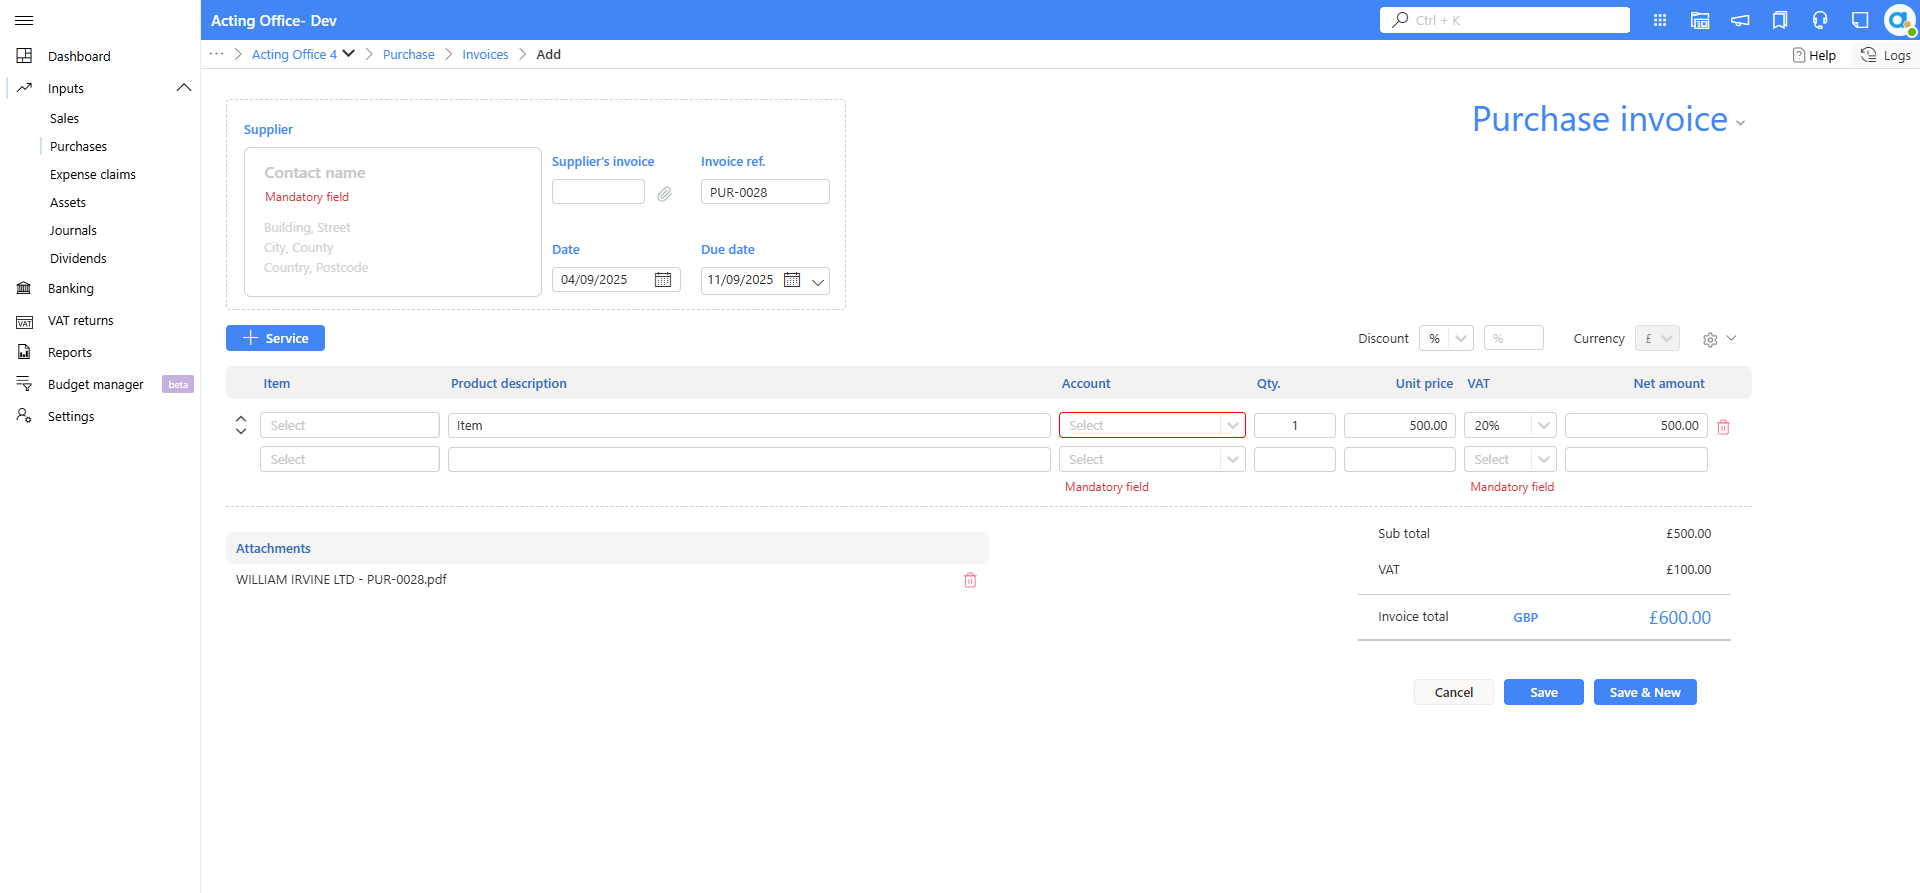 Acting Office- Dev
Ctrl + K
Dashboard
Inputs
Sales
Purchases
Expense claims
Assets
Journals
Dividends
Banking
VAT returns
Reports
Budget manager beta
Settings
··· Acting Office 4 Purchase Invoices Add
Help Logs
Purchase invoice
Supplier
Contact name
Mandatory field
Building, Street
City, County
Country, Postcode
Supplier's invoice Invoice ref.
PUR-0028
Date Due date
04/09/2025 11/09/2025
Service
Discount % % Currency £
Item Product description Account Qty. Unit price VAT Net amount
Select Item Select 1 500.00 20% 500.00
Select Select Select
Mandatory field Mandatory field
Attachments
WILLIAM IRVINE LTD - PUR-0028.pdf
Sub total £500.00
VAT £100.00
Invoice total GBP £600.00
Cancel Save Save & New